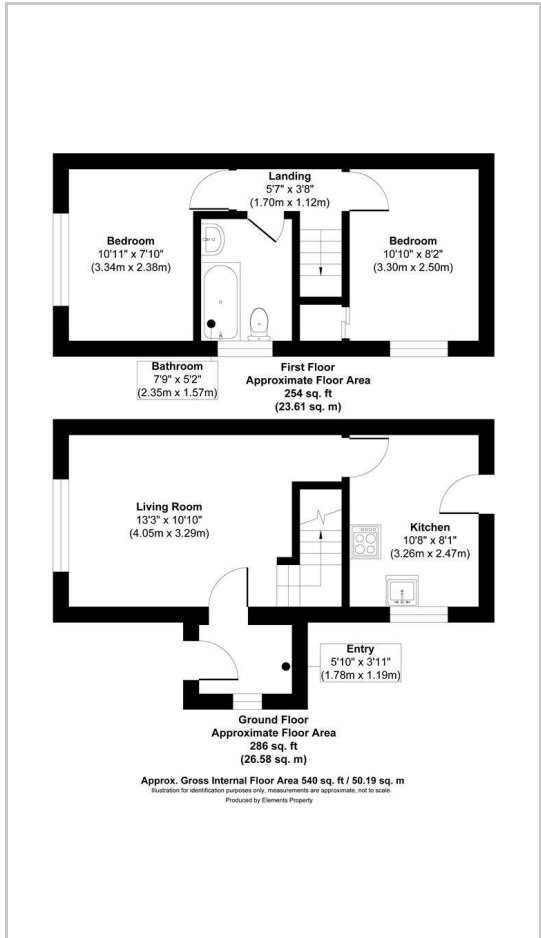 Landing
5'7" x 3'8"
(1.70m x 1.12m)
Bedroom
10'11" x 7'10"
(3.34m x 2.38m)
Bedroom
10'10" x 8'2"
(3.30m x 2.50m)
Bathroom
7'9" x 5'2"
(2.35m x 1.57m)
First Floor
Approximate Floor Area
254 sq. ft
(23.61 sq. m)
Living Room
13'3" x 10'10"
(4.05m x 3.29m)
Kitchen
10'8" x 8'1"
(3.26m x 2.47m)
Entry
5'10" x 3'11"
(1.78m x 1.19m)
Ground Floor
Approximate Floor Area
286 sq. ft
(26.58 sq. m)
Approx. Gross Internal Floor Area 540 sq. ft / 50.19 sq. m
Illustration for identification purposes only, measurements are approximate, not to scale.
Produced by Elements Property